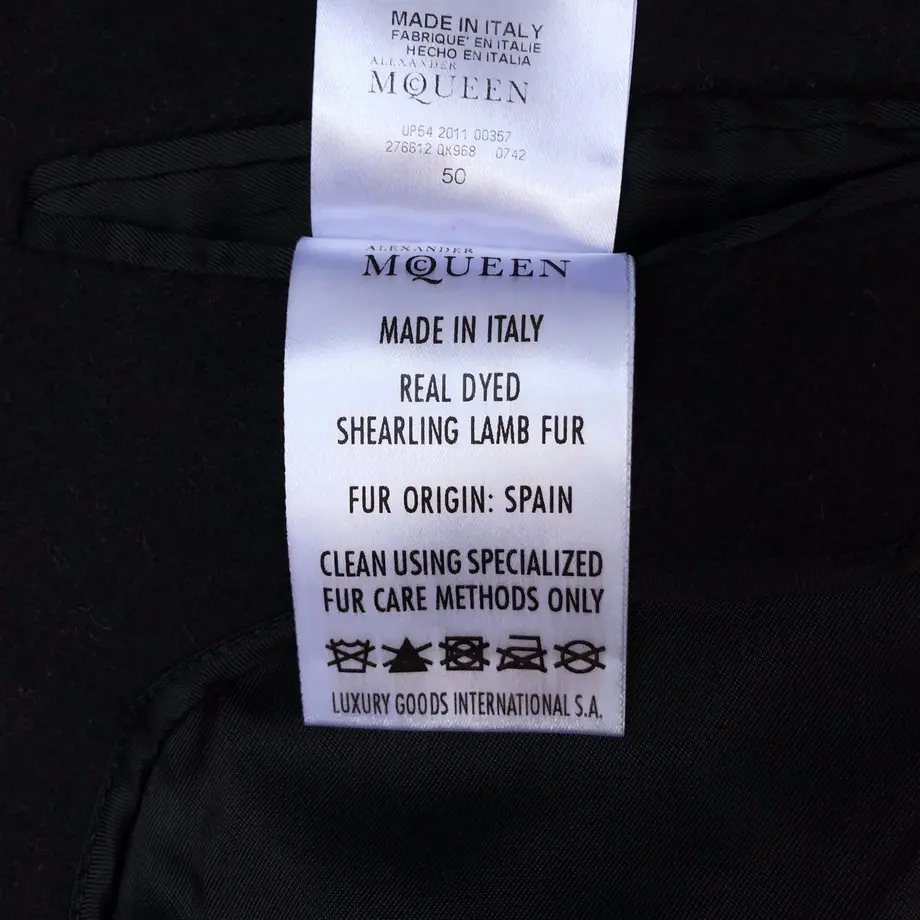 MADE IN ITALY
FABRIQUE' EN ITALIE
HECHO EN ITALIA
ALEXANDER
MCQUEEN
UP54 2011 00357
276612 QK968 0742
50
ALEXANDER
MCQUEEN
MADE IN ITALY
REAL DYED
SHEARLING LAMB FUR
FUR ORIGIN: SPAIN
CLEAN USING SPECIALIZED
FUR CARE METHODS ONLY
LUXURY GOODS INTERNATIONAL S.A.